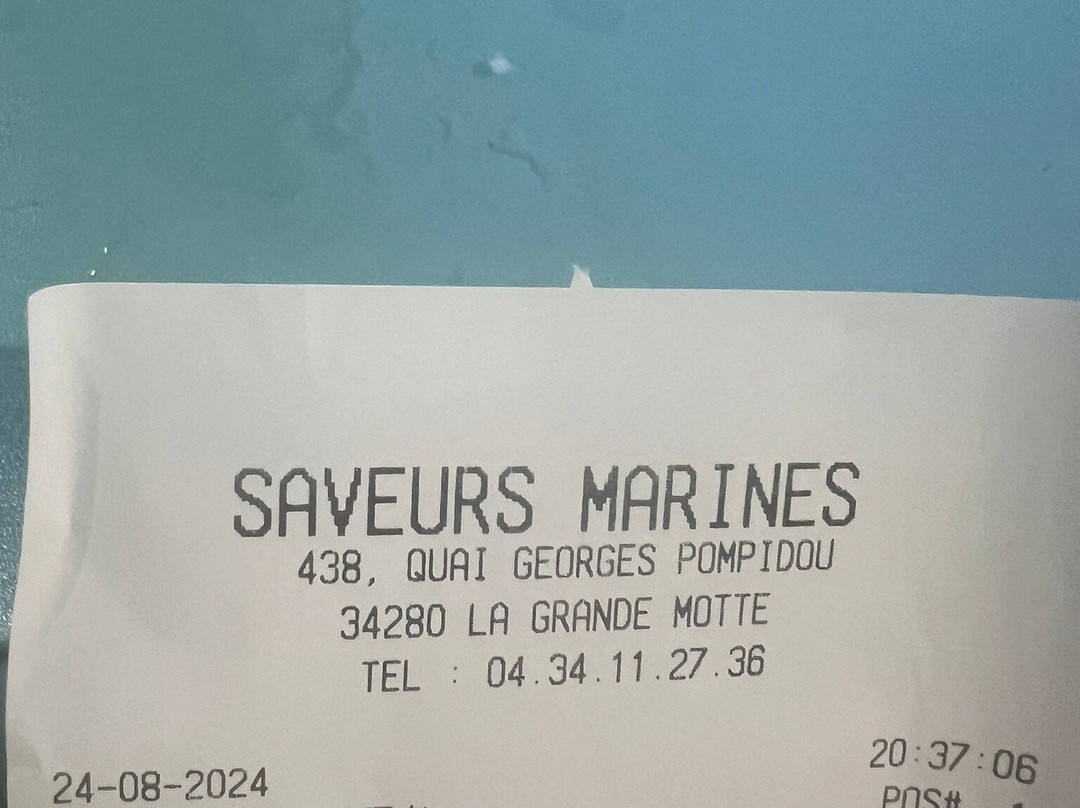 SAVEURS MARINES
438, QUAI GEORGES POMPIDOU
34280 LA GRANDE MOTTE
TEL : 04.34.11.27.36
20:37:06
24-08-2024
POS#